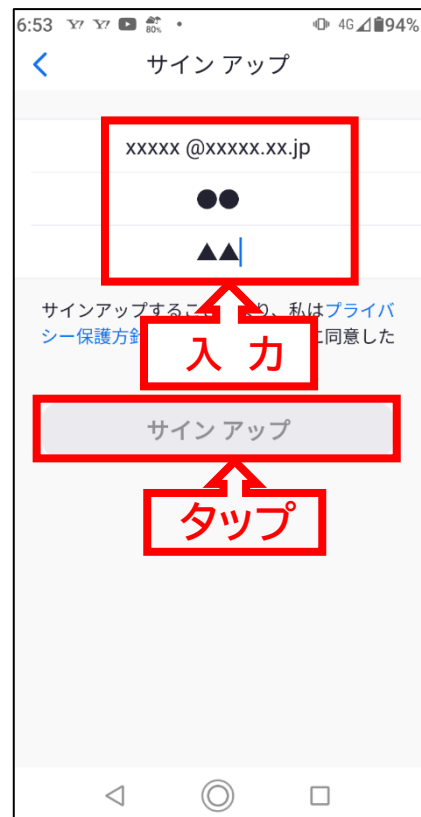 6:53 Y! Y! 80% 4G 94%
サイン アップ
xxxxx @xxxxx.xx.jp
●●
▲▲
サインアップするこ り、私はプライバ
シー保護方針 に同意した
入 力
サイン アップ
タップ